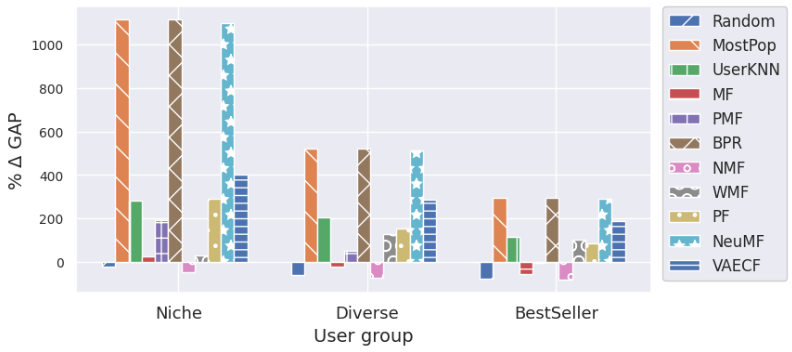 % Δ GAP
1000
800
600
400
200
0
Niche
Diverse
BestSeller
User group
Random
MostPop
UserKNN
MF
PMF
BPR
NMF
WMF
PF
NeuMF
VAECF